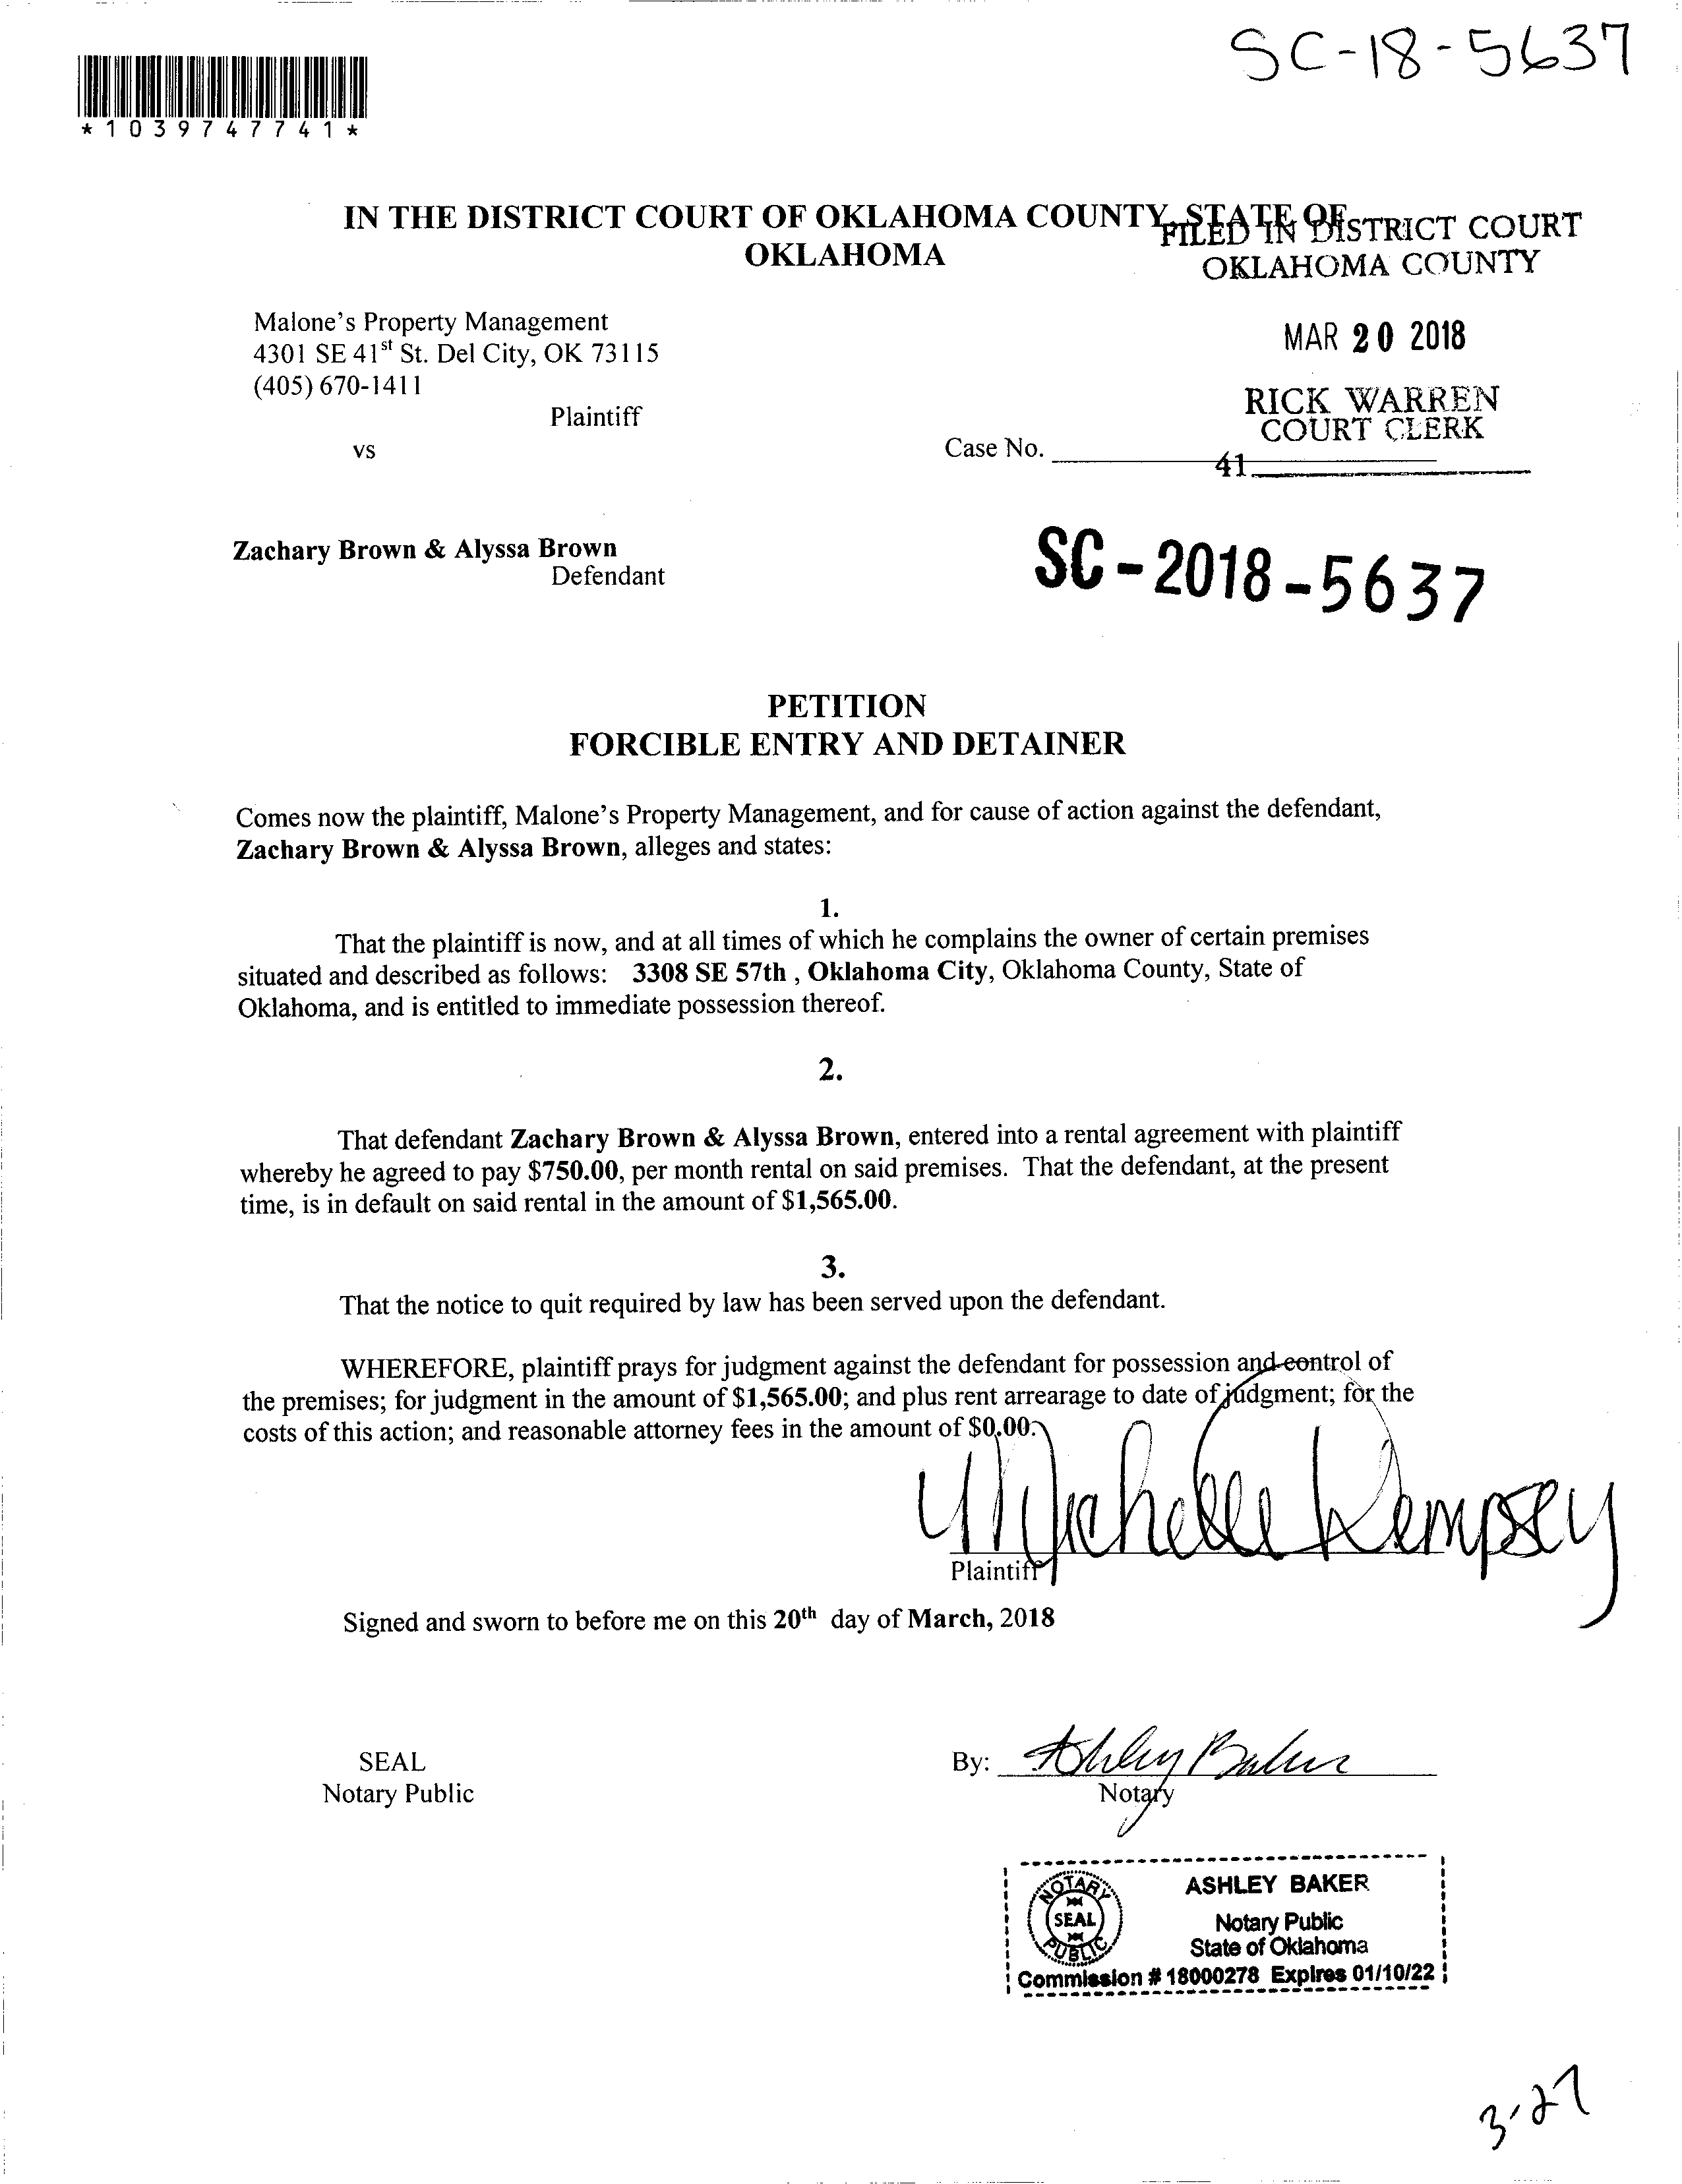 SC-18-5637
*1039747741*
IN THE DISTRICT COURT OF OKLAHOMA COUNTY, STATE OF
OKLAHOMA
FILED IN DISTRICT COURT
OKLAHOMA COUNTY
MAR 20 2018
RICK WARREN
COURT CLERK
41
Malone's Property Management
4301 SE 41st St. Del City, OK 73115
(405) 670-1411
Plaintiff
vs
Case No.
Zachary Brown & Alyssa Brown
Defendant
SC-2018-5637
PETITION
FORCIBLE ENTRY AND DETAINER
Comes now the plaintiff, Malone's Property Management, and for cause of action against the defendant,
Zachary Brown & Alyssa Brown, alleges and states:
1.
That the plaintiff is now, and at all times of which he complains the owner of certain premises
situated and described as follows: 3308 SE 57th , Oklahoma City, Oklahoma County, State of
Oklahoma, and is entitled to immediate possession thereof.
2.
That defendant Zachary Brown & Alyssa Brown, entered into a rental agreement with plaintiff
whereby he agreed to pay $750.00, per month rental on said premises. That the defendant, at the present
time, is in default on said rental in the amount of $1,565.00.
3.
That the notice to quit required by law has been served upon the defendant.
WHEREFORE, plaintiff prays for judgment against the defendant for possession and control of
the premises; for judgment in the amount of $1,565.00; and plus rent arrearage to date of judgment; for the
costs of this action; and reasonable attorney fees in the amount of $0.00.
Michelle Dempsey
Plaintiff
Signed and sworn to before me on this 20th day of March, 2018
SEAL
Notary Public
By: Ashley Baker
Notary
NOTARY SEAL PUBLIC
ASHLEY BAKER
Notary Public
State of Oklahoma
Commission # 18000278 Expires 01/10/22
3-27